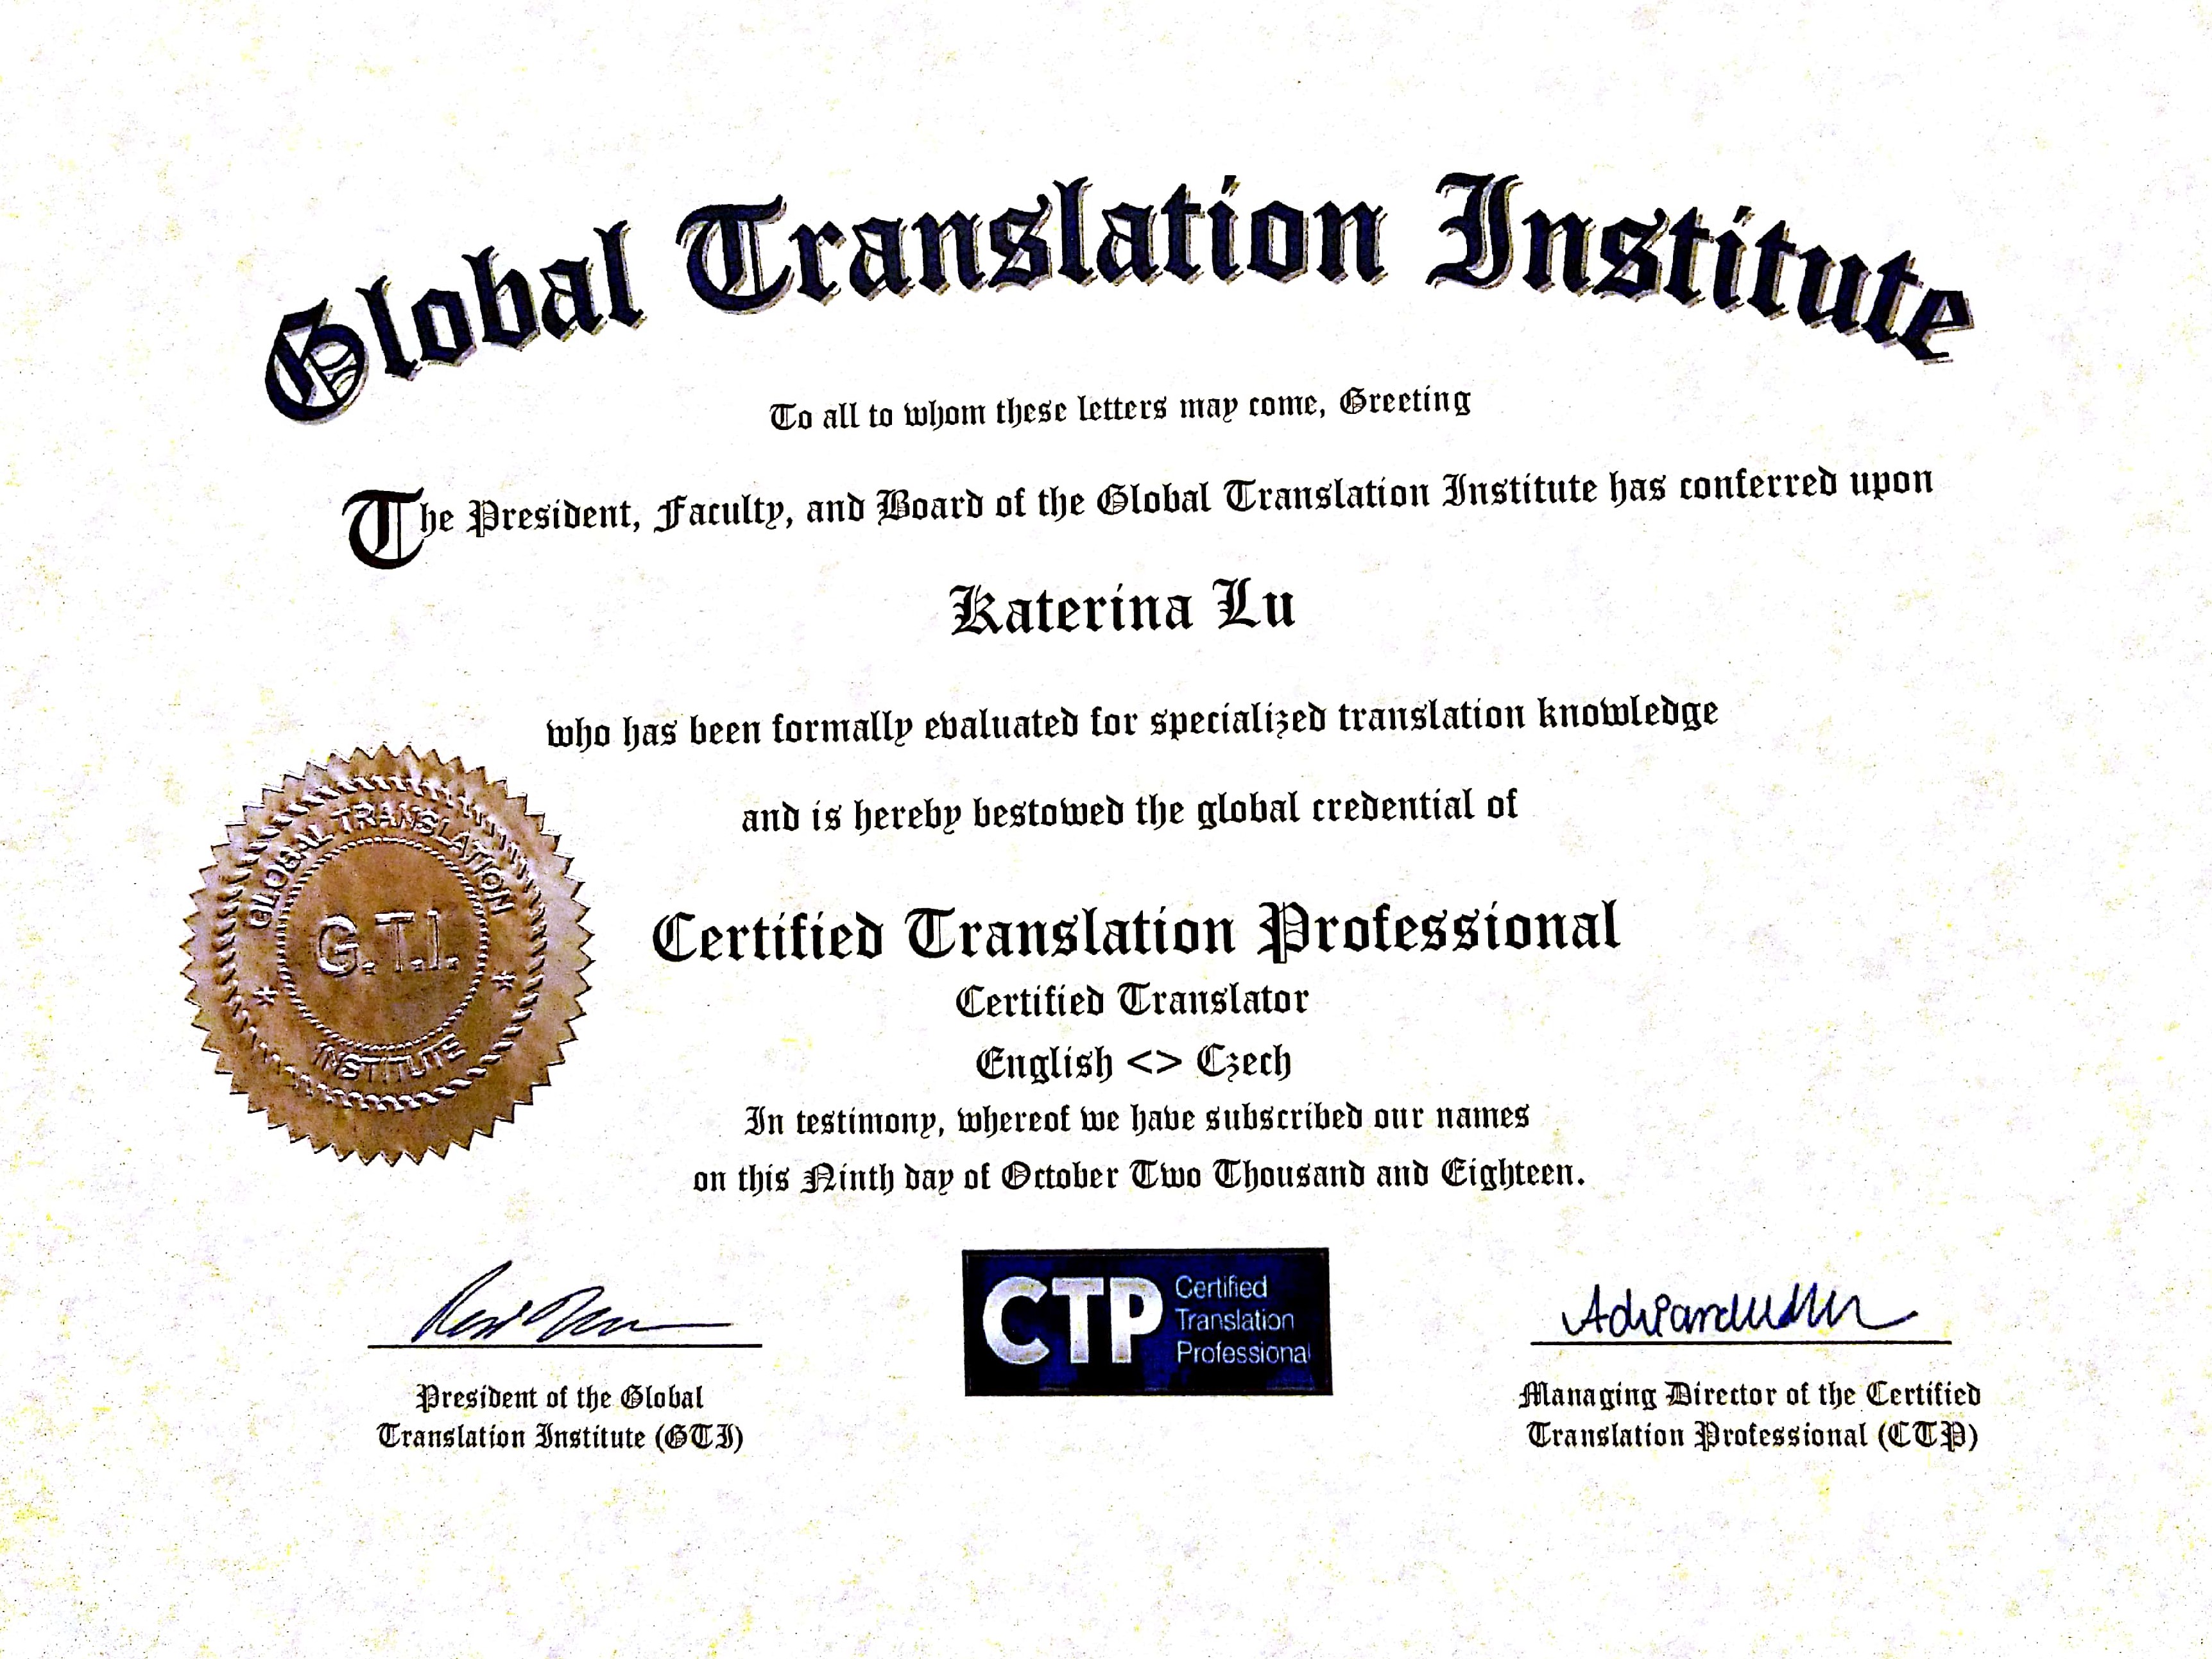 Global Translation Institute
To all to whom these letters may come, Greeting
The President, Faculty, and Board of the Global Translation Institute has conferred upon
Katerina Lu
who has been formally evaluated for specialized translation knowledge
and is hereby bestowed the global credential of
Certified Translation Professional
Certified Translator
English <> Czech
In testimony, whereof we have subscribed our names
on this Ninth day of October Two Thousand and Eighteen.
GLOBAL TRANSLATION
G.T.I.
INSTITUTE
CTP
Certified
Translation
Professional
President of the Global
Translation Institute (GTI)
Managing Director of the Certified
Translation Professional (CTP)